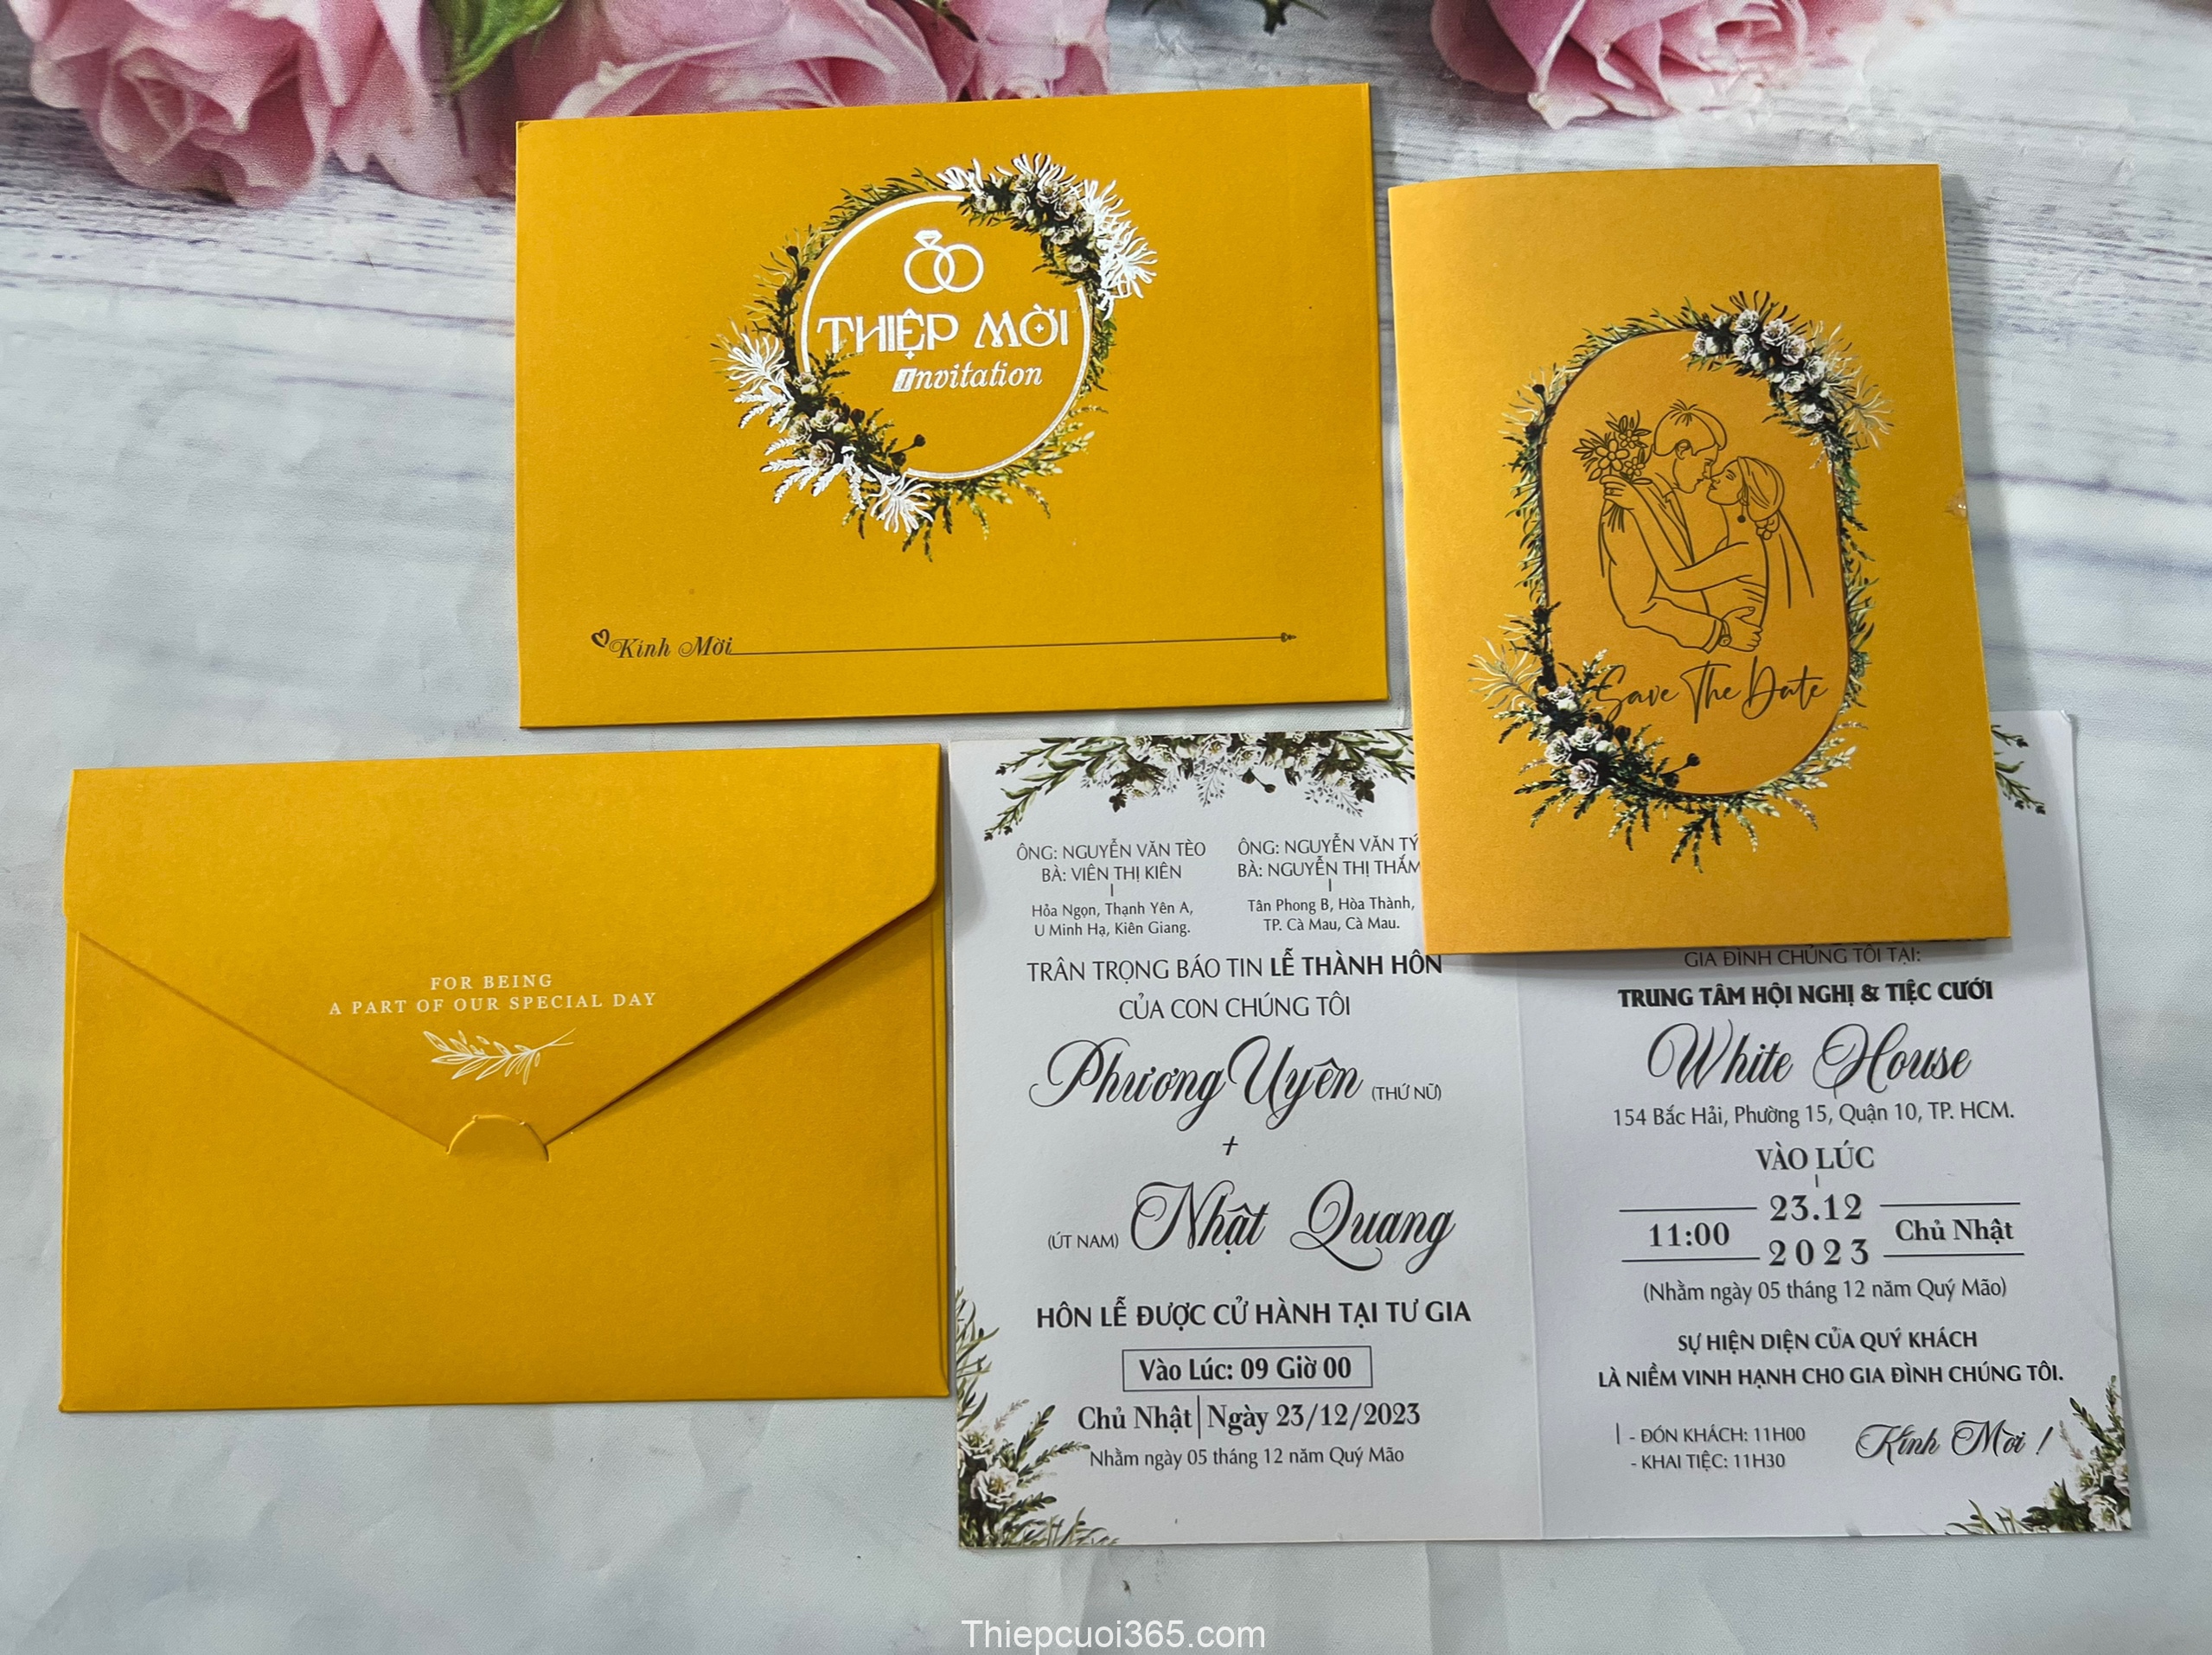 THIỆP MỜI
Invitation
Kính Mời
Save The Date
FOR BEING
A PART OF OUR SPECIAL DAY
ÔNG: NGUYỄN VĂN TÈO
BÀ: VIÊN THỊ KIÊN
Hỏa Ngọn, Thạnh Yên A,
U Minh Hạ, Kiên Giang.
ÔNG: NGUYỄN VĂN TÝ
BÀ: NGUYỄN THỊ THẮM
Tân Phong B, Hòa Thành,
TP. Cà Mau, Cà Mau.
TRÂN TRỌNG BÁO TIN LỄ THÀNH HÔN
CỦA CON CHÚNG TÔI
Phương Uyên (THỨ NỮ)
+
(ÚT NAM) Nhật Quang
HÔN LỄ ĐƯỢC CỬ HÀNH TẠI TƯ GIA
Vào Lúc: 09 Giờ 00
Chủ Nhật | Ngày 23/12/2023
Nhằm ngày 05 tháng 12 năm Quý Mão
GIA ĐÌNH CHÚNG TÔI TẠI:
TRUNG TÂM HỘI NGHỊ & TIỆC CƯỚI
White House
154 Bắc Hải, Phường 15, Quận 10, TP. HCM.
VÀO LÚC
23.12
11:00
Chủ Nhật
2023
(Nhằm ngày 05 tháng 12 năm Quý Mão)
SỰ HIỆN DIỆN CỦA QUÝ KHÁCH
LÀ NIỀM VINH HẠNH CHO GIA ĐÌNH CHÚNG TÔI.
- ĐÓN KHÁCH: 11H00
- KHAI TIỆC: 11H30
Kính Mời !
Thiepcuoi365.com